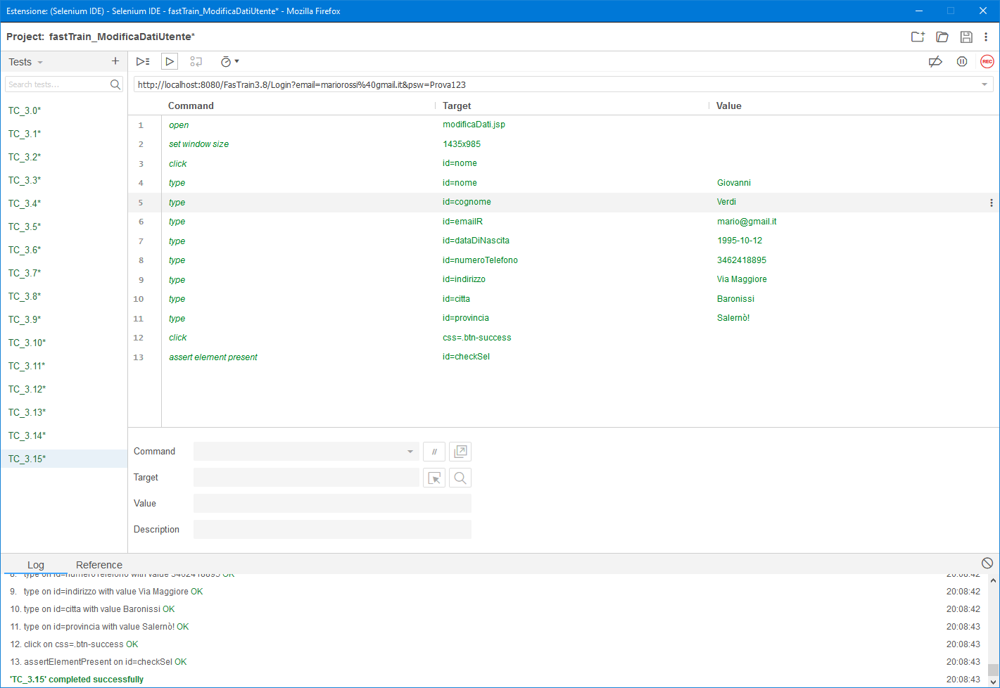 Estensione: (Selenium IDE) - Selenium IDE - fastTrain_ModificaDatiUtente* - Mozilla Firefox
Project: fastTrain_ModificaDatiUtente*
Tests
Search tests...
TC_3.0*
TC_3.1*
TC_3.2*
TC_3.3*
TC_3.4*
TC_3.5*
TC_3.6*
TC_3.7*
TC_3.8*
TC_3.9*
TC_3.10*
TC_3.11*
TC_3.12*
TC_3.13*
TC_3.14*
TC_3.15*
REC
http://localhost:8080/FasTrain3.8/Login?email=mariorossi%40gmail.it&psw=Prova123
Command Target Value
1 open modificaDati.jsp
2 set window size 1435x985
3 click id=nome
4 type id=nome Giovanni
5 type id=cognome Verdi
6 type id=emailR mario@gmail.it
7 type id=dataDiNascita 1995-10-12
8 type id=numeroTelefono 3462418895
9 type id=indirizzo Via Maggiore
10 type id=citta Baronissi
11 type id=provincia Salernò!
12 click css=.btn-success
13 assert element present id=checkSel
Command //
Target
Value
Description
Log Reference
8. type on id=numeroTelefono with value 3462418895 OK 20:08:42
9. type on id=indirizzo with value Via Maggiore OK 20:08:42
10. type on id=citta with value Baronissi OK 20:08:42
11. type on id=provincia with value Salernò! OK 20:08:43
12. click on css=.btn-success OK 20:08:43
13. assertElementPresent on id=checkSel OK 20:08:43
'TC_3.15' completed successfully 20:08:43